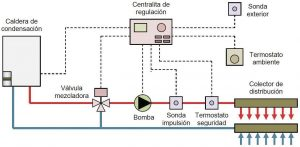 Caldera de
condensación
Centralita de
regulación
Sonda
exterior
Termostato
ambiente
Válvula
mezcladora
Bomba
Sonda
impulsión
Termostato
seguridad
Colector de
distribución